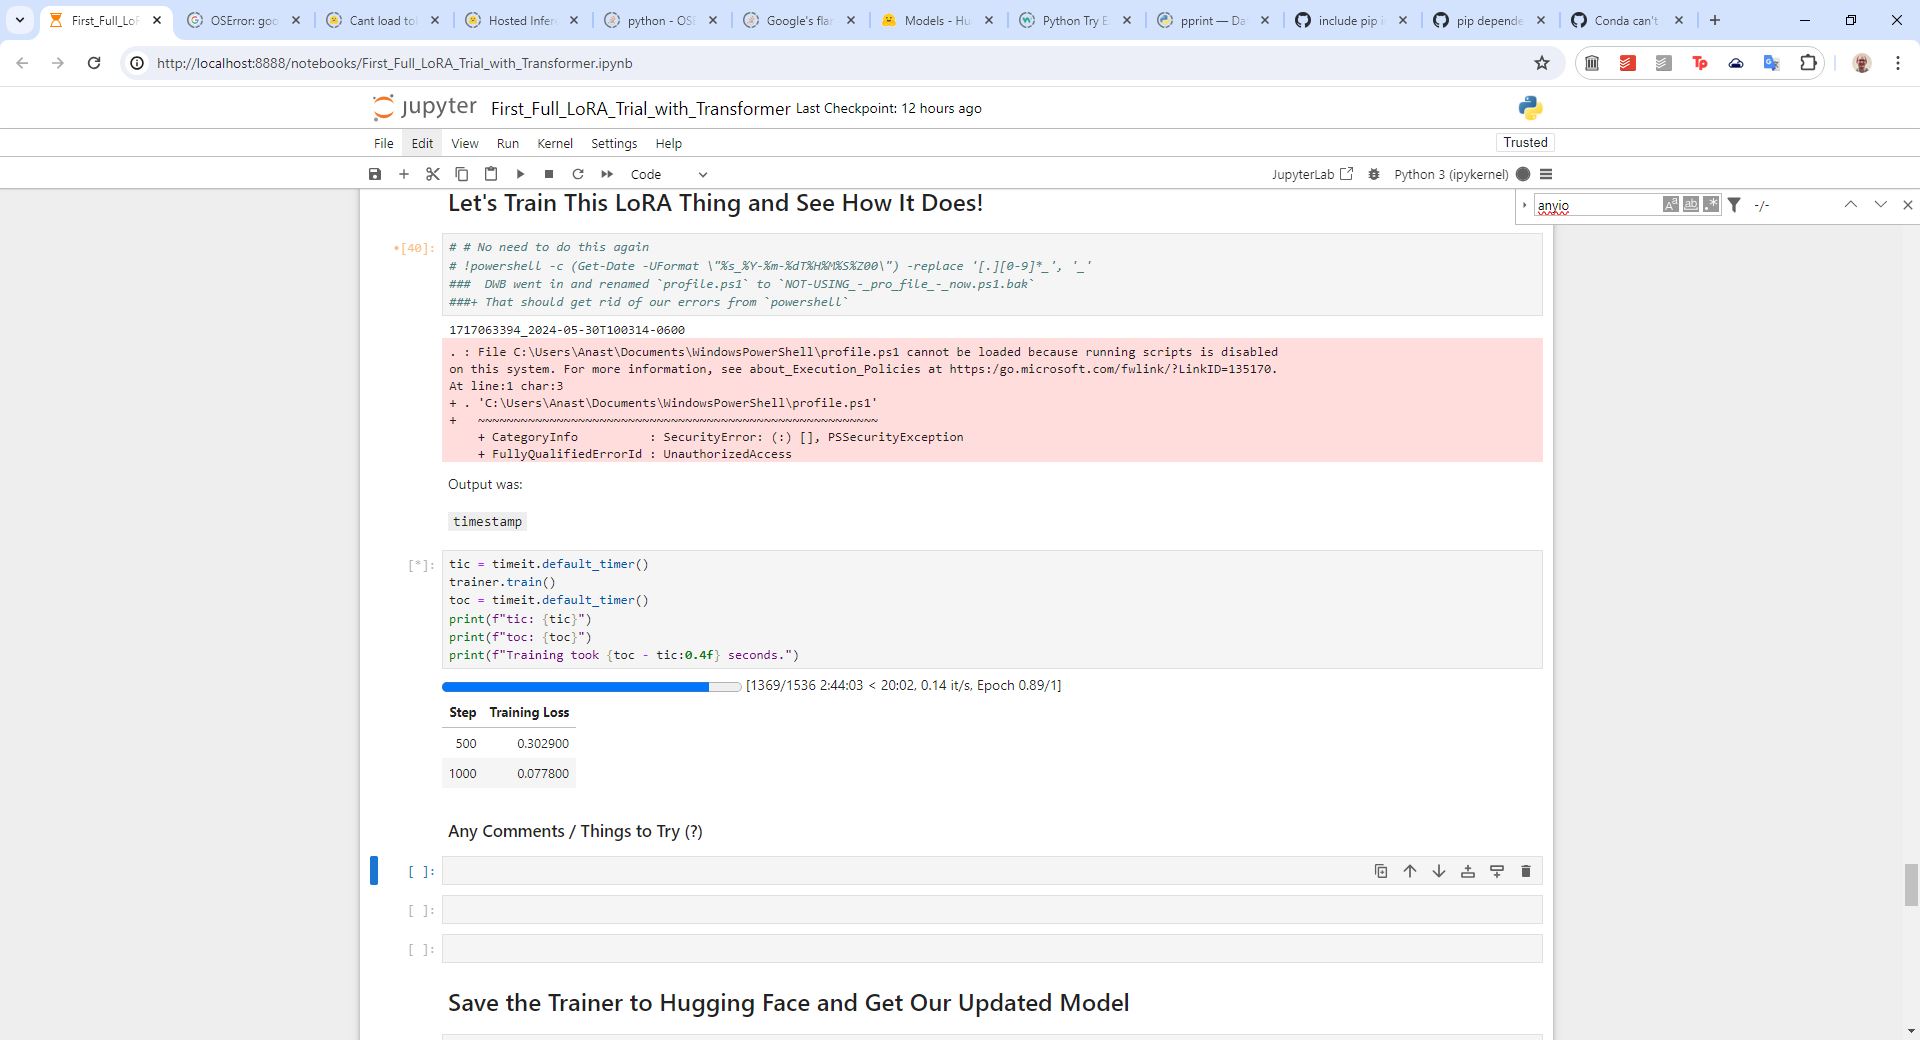 First_Full_Lo
OSError: goo
Cant load to
Hosted Infer
python - OSE
Google's flar
Models - Hu
Python Try E
pprint — Da
include pip i
pip depende
Conda can't
http://localhost:8888/notebooks/First_Full_LoRA_Trial_with_Transformer.ipynb
Tp
jupyter First_Full_LoRA_Trial_with_Transformer Last Checkpoint: 12 hours ago
File Edit View Run Kernel Settings Help
Trusted
Code
JupyterLab Python 3 (ipykernel)
anyio
Aa ab .* -/-
Let's Train This LoRA Thing and See How It Does!
[40]:
# # No need to do this again
# !powershell -c (Get-Date -UFormat \"%s_%Y-%m-%dT%H%M%S%Z00\") -replace '[.][0-9]*_', '_'
###  DWB went in and renamed `profile.ps1` to `NOT-USING_-_pro_file_-_now.ps1.bak`
###+ That should get rid of our errors from `powershell`
1717063394_2024-05-30T100314-0600
. : File C:\Users\Anast\Documents\WindowsPowerShell\profile.ps1 cannot be loaded because running scripts is disabled
on this system. For more information, see about_Execution_Policies at https:/go.microsoft.com/fwlink/?LinkID=135170.
At line:1 char:3
+ . 'C:\Users\Anast\Documents\WindowsPowerShell\profile.ps1'
+   ~~~~~~~~~~~~~~~~~~~~~~~~~~~~~~~~~~~~~~~~~~~~~~~~~~~~~~~~
+ CategoryInfo          : SecurityError: (:) [], PSSecurityException
+ FullyQualifiedErrorId : UnauthorizedAccess
Output was:
timestamp
[*]:
tic = timeit.default_timer()
trainer.train()
toc = timeit.default_timer()
print(f"tic: {tic}")
print(f"toc: {toc}")
print(f"Training took {toc - tic:0.4f} seconds.")
[1369/1536 2:44:03 < 20:02, 0.14 it/s, Epoch 0.89/1]
Step Training Loss
500 0.302900
1000 0.077800
Any Comments / Things to Try (?)
[ ]:
[ ]:
[ ]:
Save the Trainer to Hugging Face and Get Our Updated Model